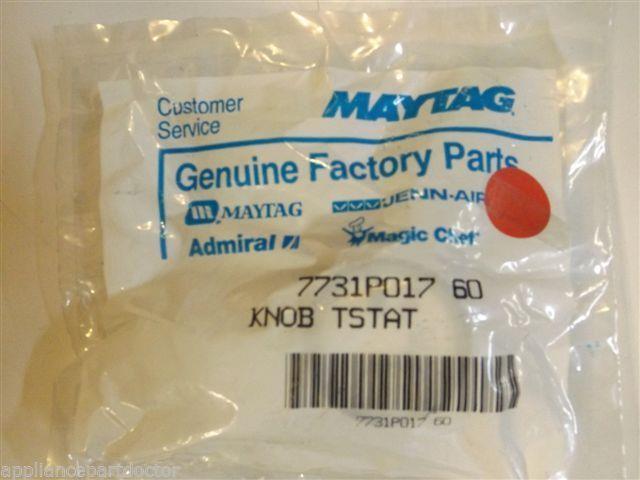 Customer
Service
MAYTAG
Genuine Factory Parts
MAYTAG
JENN-AIR
Admiral
Magic Chef
7731P017 60
KNOB TSTAT
7731P017 60
appliancepartdoctor